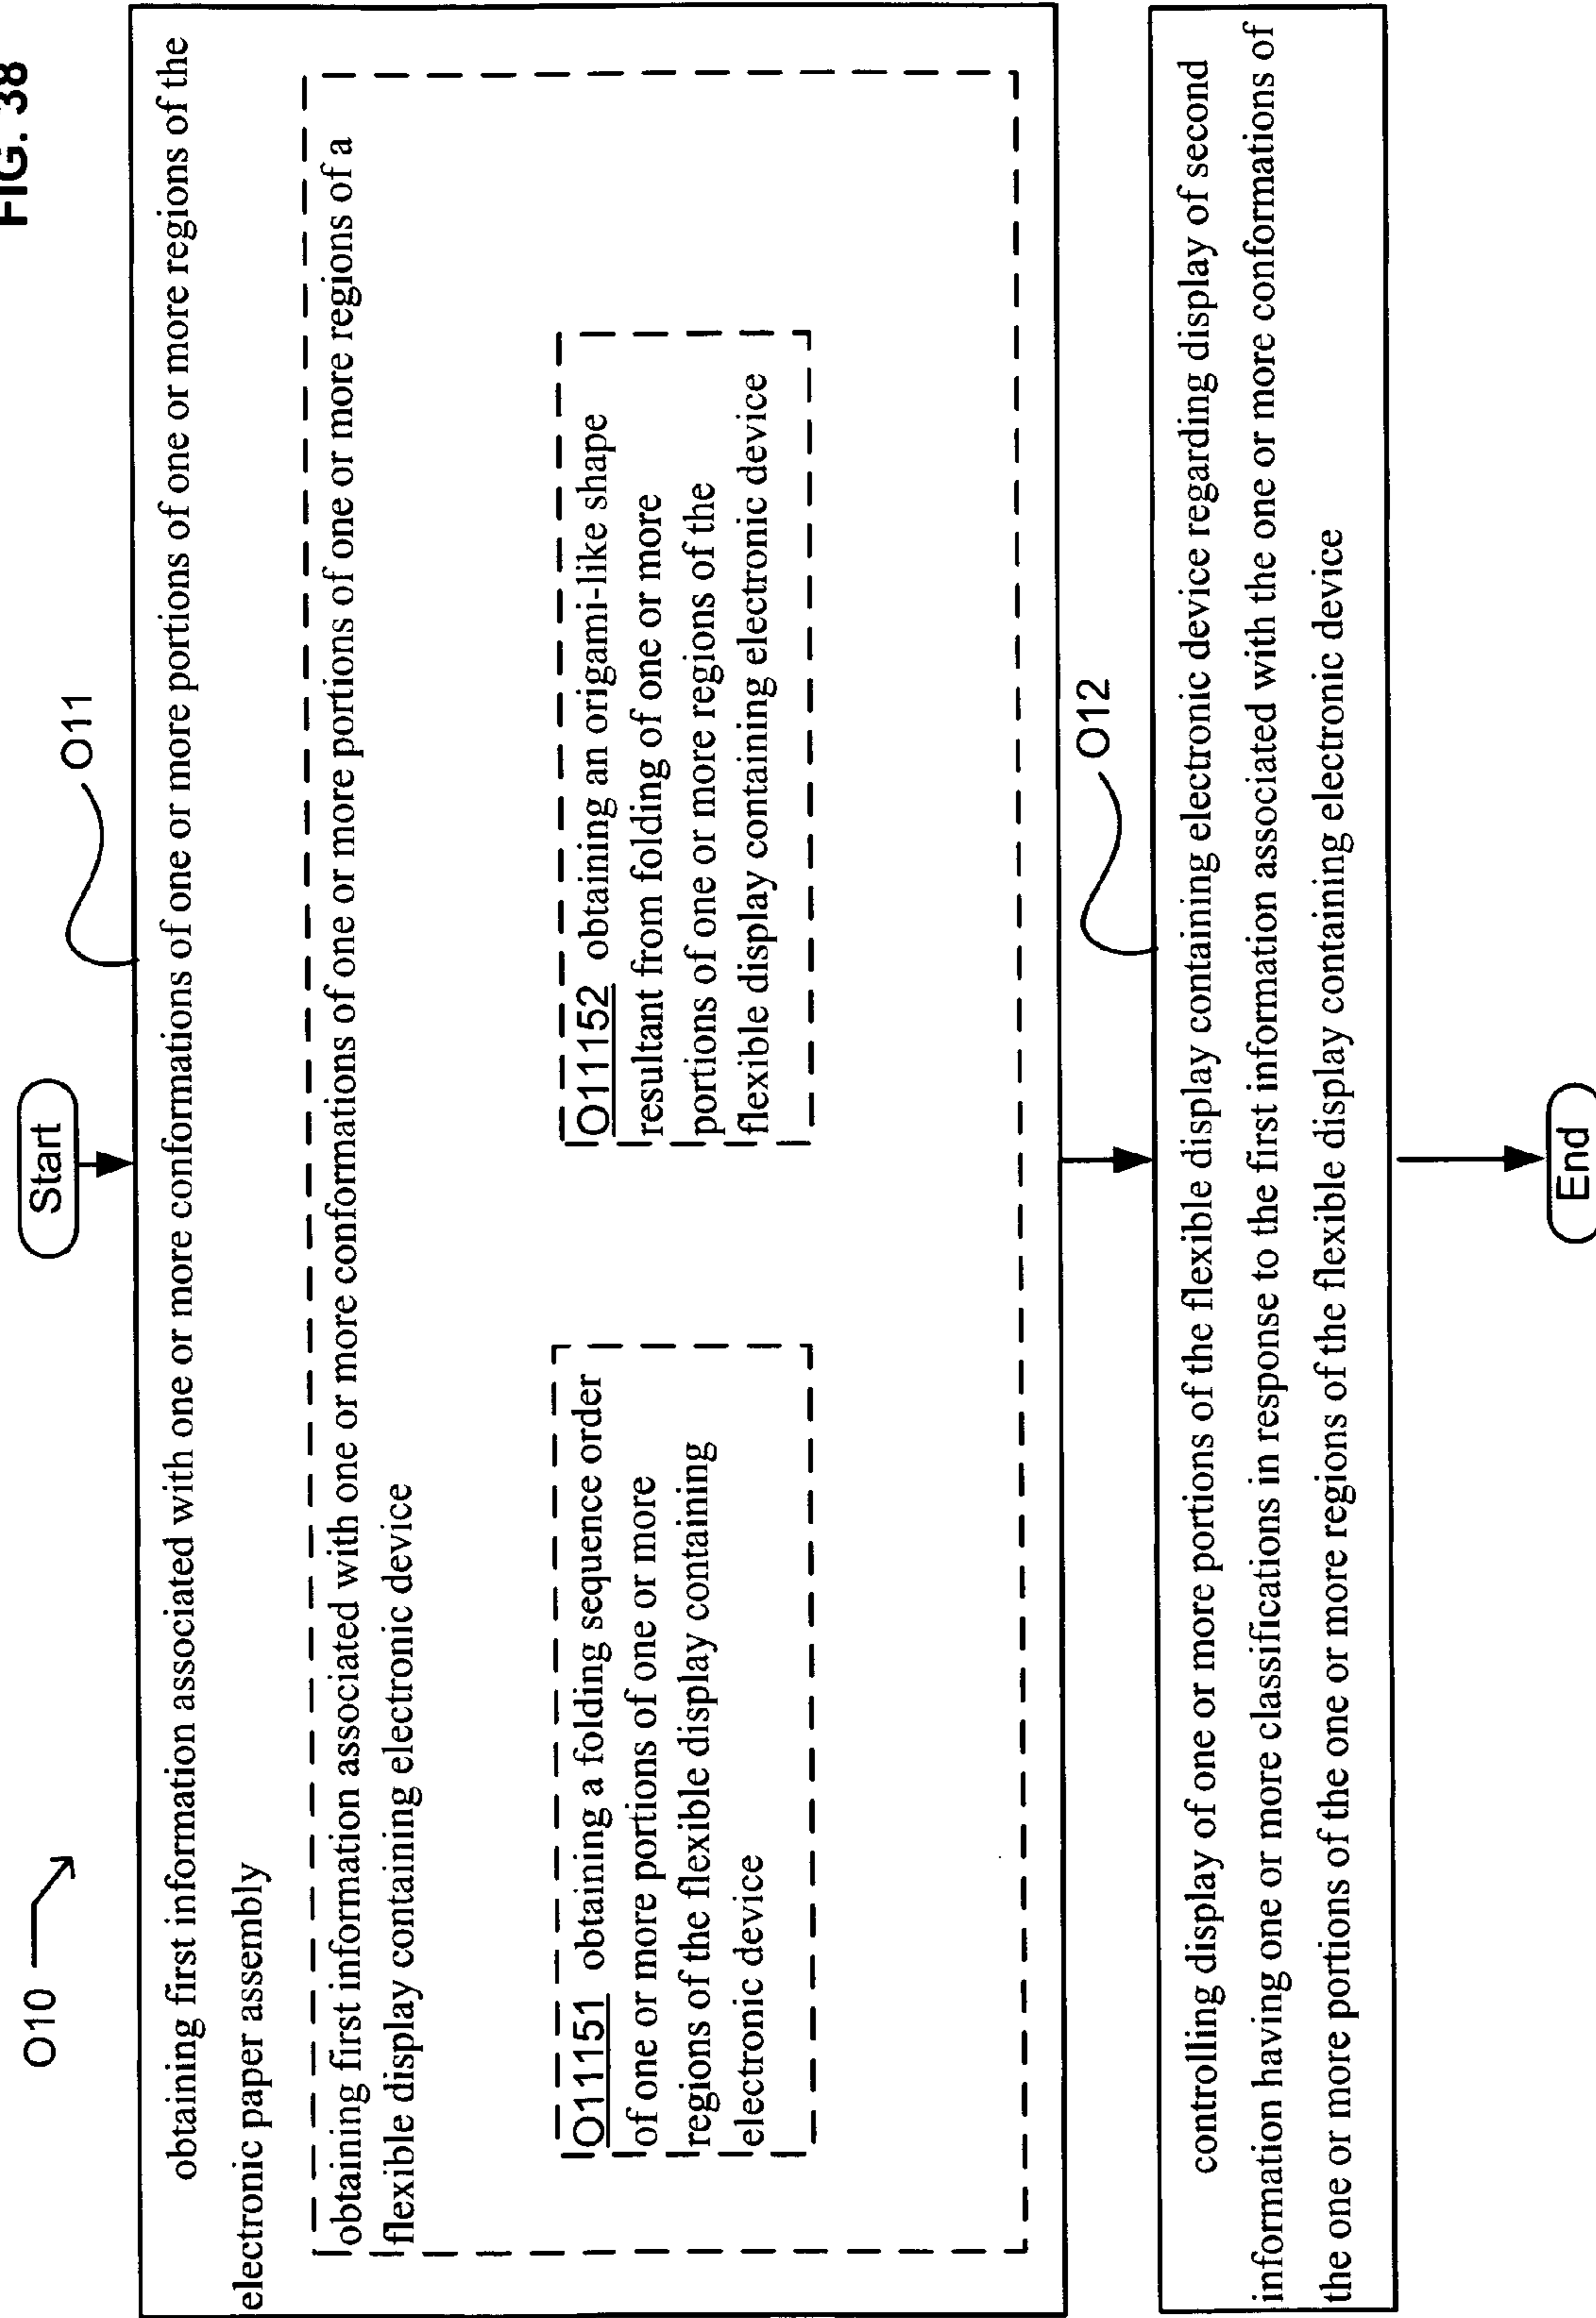 FIG. 38
O10
Start
O11
obtaining first information associated with one or more conformations of one or more portions of one or more regions of the
electronic paper assembly
obtaining first information associated with one or more conformations of one or more portions of one or more regions of a
flexible display containing electronic device
O11151 obtaining a folding sequence order
of one or more portions of one or more
regions of the flexible display containing
electronic device
O11152 obtaining an origami-like shape
resultant from folding of one or more
portions of one or more regions of the
flexible display containing electronic device
O12
controlling display of one or more portions of the flexible display containing electronic device regarding display of second
information having one or more classifications in response to the first information associated with the one or more conformations of
the one or more portions of the one or more regions of the flexible display containing electronic device
End